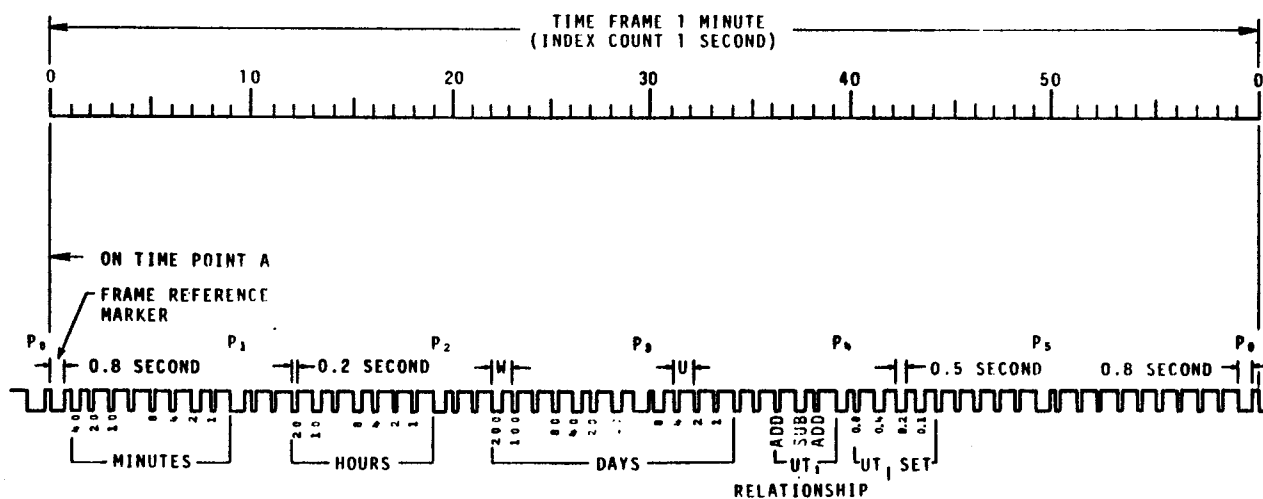 TIME FRAME 1 MINUTE
(INDEX COUNT 1 SECOND)
0 10 20 30 40 50 0
ON TIME POINT A
FRAME REFERENCE
MARKER
P₀ P₁ P₂ P₃ P₄ P₅ P₀
0.8 SECOND 0.2 SECOND W U 0.5 SECOND 0.8 SECOND
40 20 10 8 4 2 1 20 10 8 4 2 1 200 100 80 40 20 8 4 2 1 ADD SUB ADD 0.8 0.4 0.2 0.1
MINUTES HOURS DAYS UT₁ UT₁ SET
RELATIONSHIP